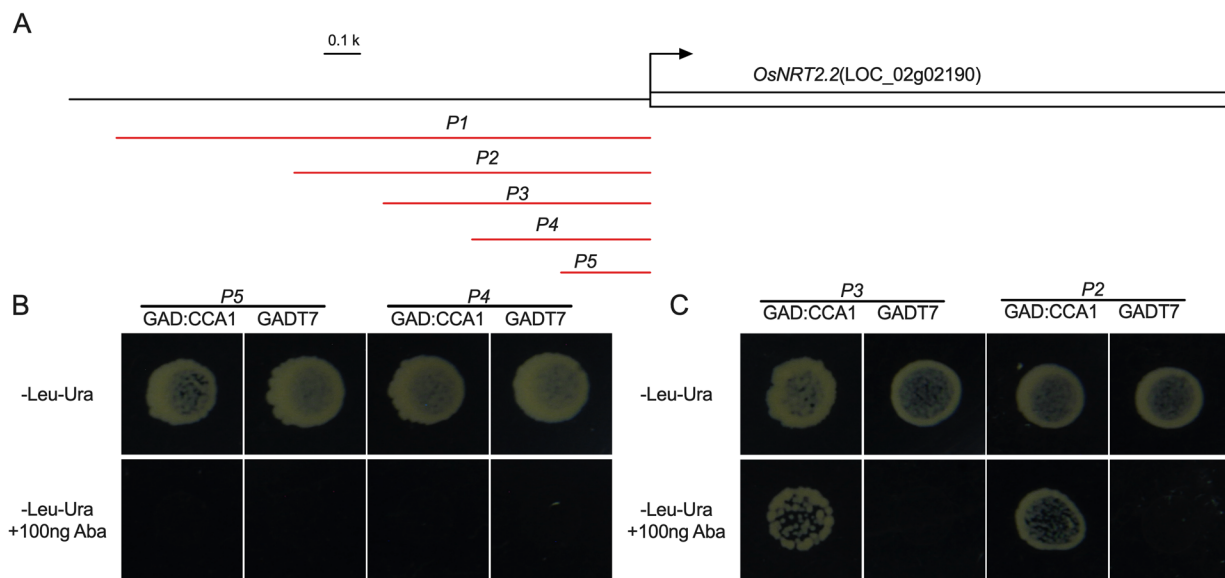 A
0.1 k
OsNRT2.2(LOC_02g02190)
P1
P2
P3
P4
P5
B
P5 P4
GAD:CCA1 GADT7 GAD:CCA1 GADT7
-Leu-Ura
-Leu-Ura
+100ng Aba
C
P3 P2
GAD:CCA1 GADT7 GAD:CCA1 GADT7
-Leu-Ura
-Leu-Ura
+100ng Aba